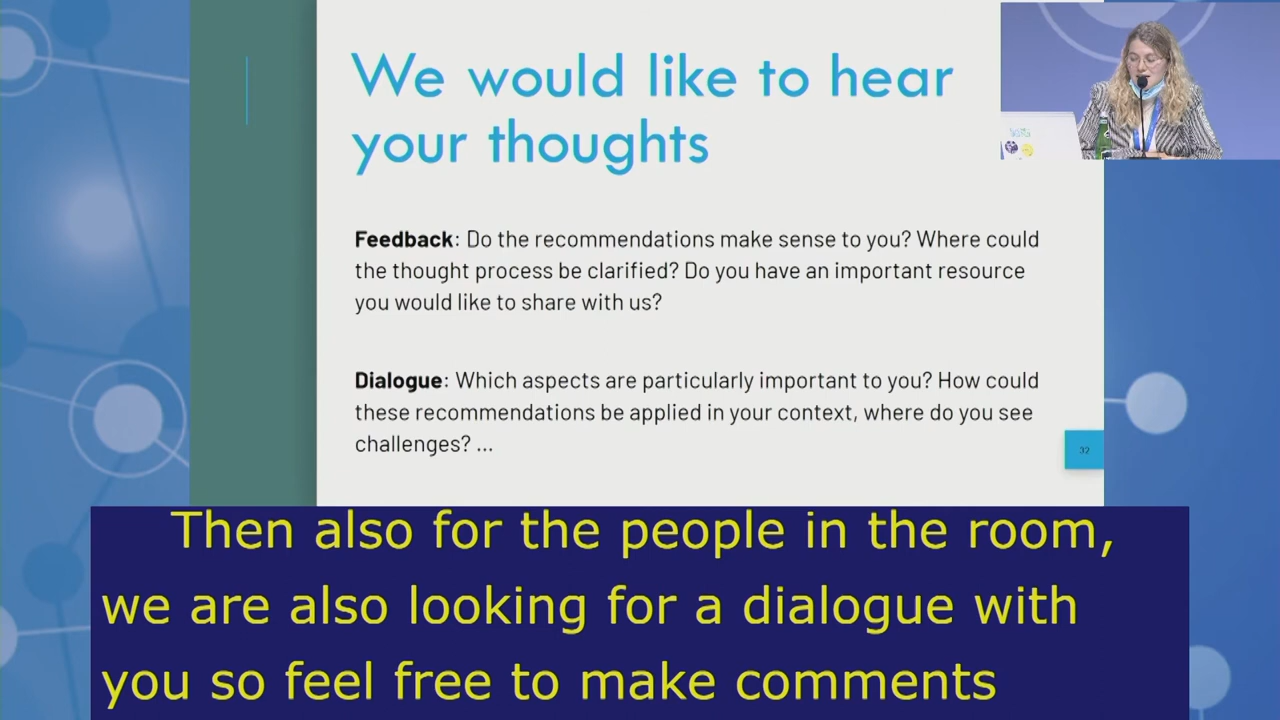 We would like to hear
your thoughts
Feedback: Do the recommendations make sense to you? Where could
the thought process be clarified? Do you have an important resource
you would like to share with us?
Dialogue: Which aspects are particularly important to you? How could
these recommendations be applied in your context, where do you see
challenges? ...
32
Then also for the people in the room,
we are also looking for a dialogue with
you so feel free to make comments